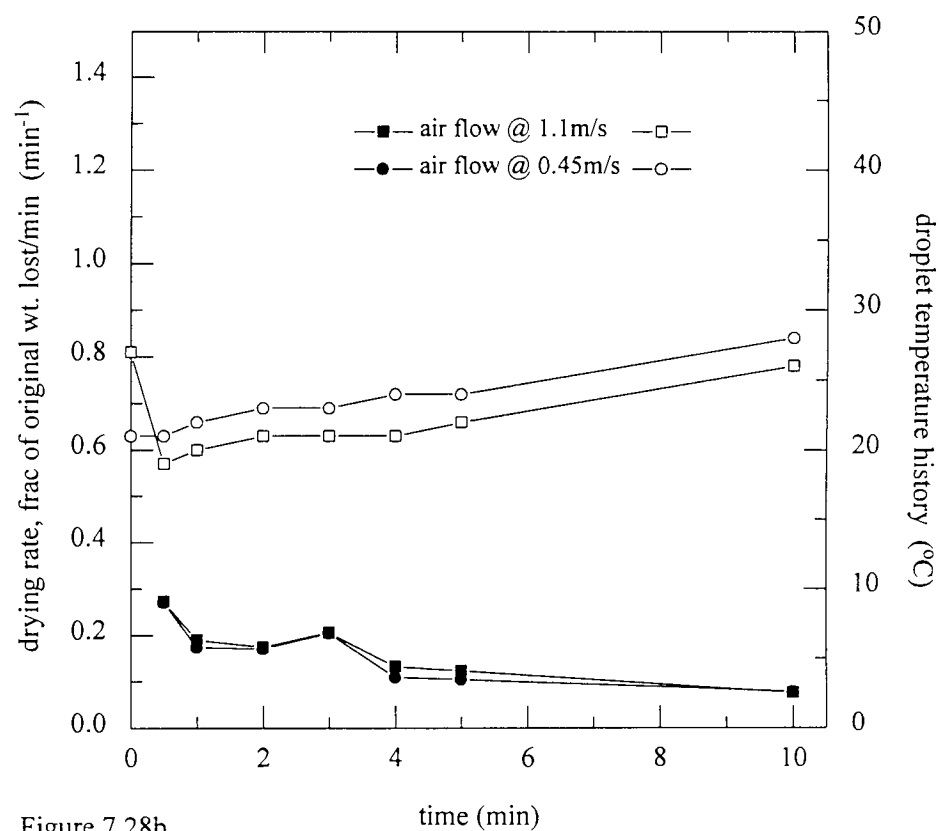 drying rate, frac of original wt. lost/min (min⁻¹)
1.4
1.2
1.0
0.8
0.6
0.4
0.2
0.0
air flow @ 1.1m/s
air flow @ 0.45m/s
50
40
30
20
10
0
droplet temperature history (°C)
0 2 4 6 8 10
time (min)
Figure 7.28b